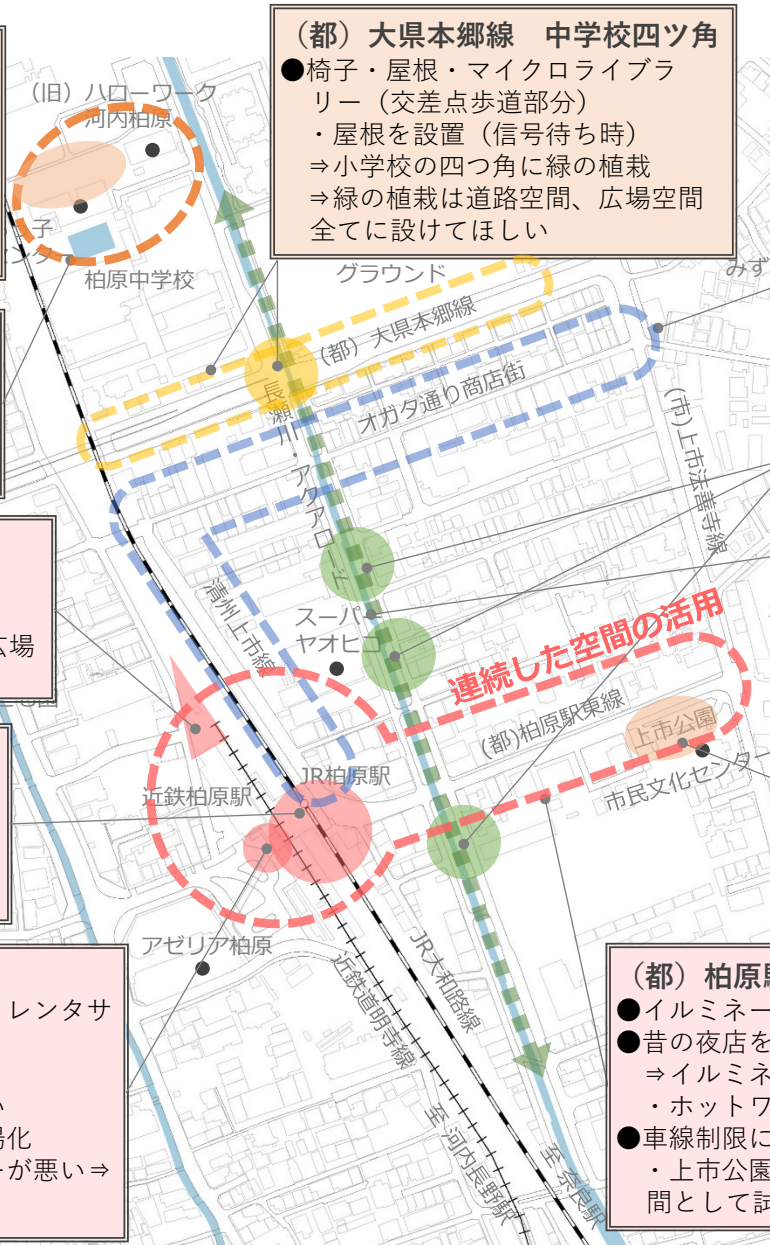 (都）大県本郷線　中学校四ツ角
●椅子・屋根・マイクロライブラ
リー（交差点歩道部分）
・屋根を設置（信号待ち時）
⇒小学校の四つ角に緑の植栽
⇒緑の植栽は道路空間、広場空間
全てに設けてほしい
（旧）ハローワーク
河内柏原
子
ング
柏原中学校
グラウンド
みず
（都）大県本郷線
オガタ通り商店街
長瀬川・アクアロード
（市)上市法善寺線
清州上市線
スーパー
ヤオヒコ
広場
連続した空間の活用
（都)柏原駅東線
上市公園
市民文化センター
JR柏原駅
近鉄柏原駅
アゼリア柏原
JR大和路線
近鉄道明寺線
至 河内長野駅
至 奈良駅
レンタサ
い
場化
ーが悪い⇒
（都）柏原駅
●イルミネー
●昔の夜店を
⇒イルミネ
・ホットワ
●車線制限に
・上市公園
間として試